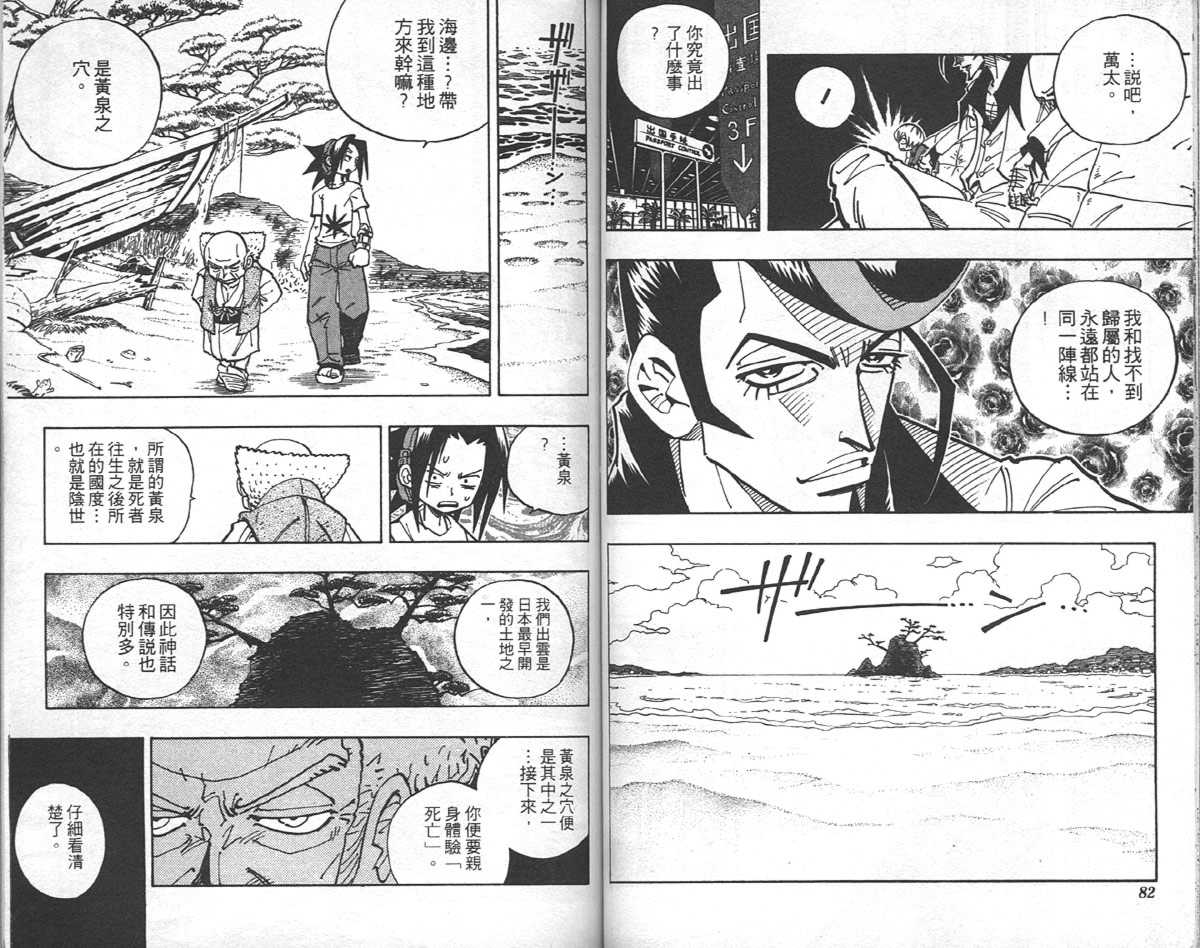 …説吧,
萬太。
!
你究竟出
了什麼事
?
出国
3F
↓
出国手続
PASSPORT
我和找不到
歸屬的人,
永遠都站在
同一陣線…
!
ザザ
ーー…ン…
82
海邊…?帶
我到這種地
方來幹嘛?
是黃泉之
穴。
…黃泉
?
所謂的黃泉
,就是死者
往生之後所
在的國度…
也就是陰世
。
我們出雲是
日本最早開
發的土地之
一,
因此神話
和傳說也
特別多。
黃泉之穴便
是其中之一
…接下來,
你便要親
身體驗「
死亡」。
仔細看清
楚了。